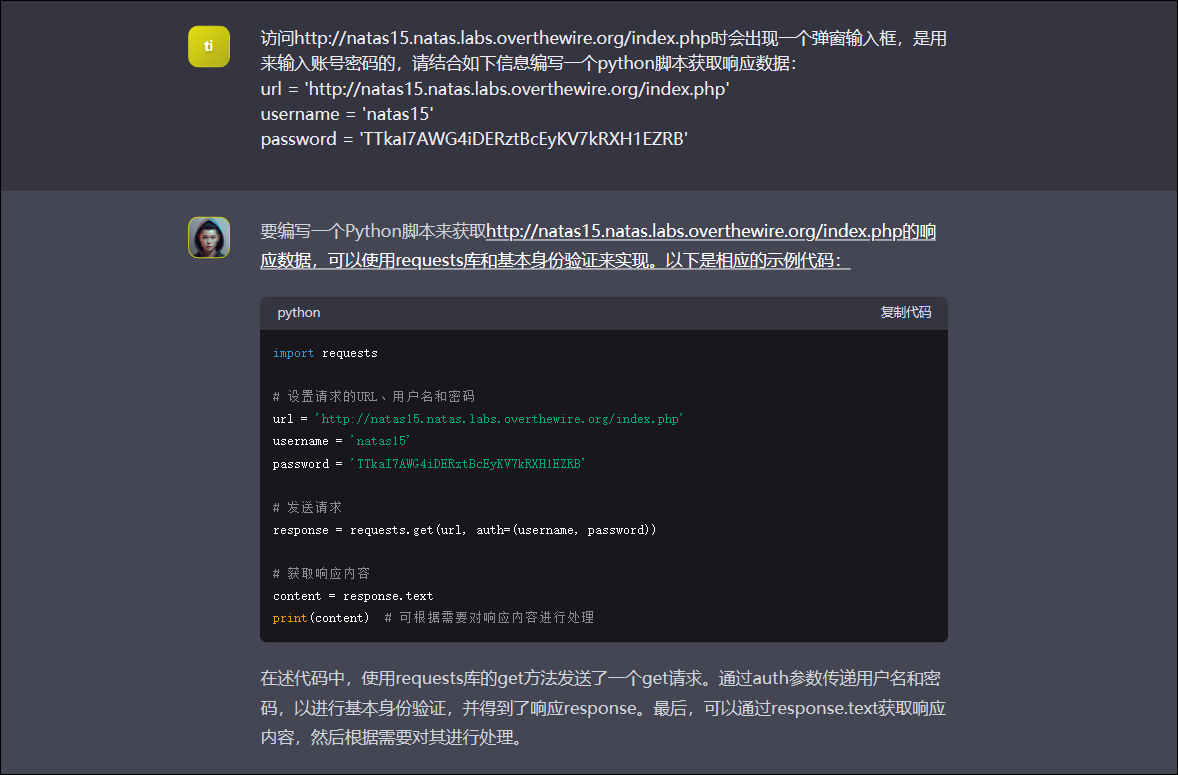 ti
访问http://natas15.natas.labs.overthewire.org/index.php时会出现一个弹窗输入框，是用
来输入账号密码的，请结合如下信息编写一个python脚本获取响应数据：
url = 'http://natas15.natas.labs.overthewire.org/index.php'
username = 'natas15'
password = 'TTkaI7AWG4iDERztBcEyKV7kRXH1EZRB'
要编写一个Python脚本来获取http://natas15.natas.labs.overthewire.org/index.php的响
应数据，可以使用requests库和基本身份验证来实现。以下是相应的示例代码：
python 复制代码
import requests
# 设置请求的URL、用户名和密码
url = 'http://natas15.natas.labs.overthewire.org/index.php'
username = 'natas15'
password = 'TTkaI7AWG4iDERztBcEyKV7kRXH1EZRB'
# 发送请求
response = requests.get(url, auth=(username, password))
# 获取响应内容
content = response.text
print(content)  # 可根据需要对响应内容进行处理
在述代码中，使用requests库的get方法发送了一个get请求。通过auth参数传递用户名和密
码，以进行基本身份验证，并得到了响应response。最后，可以通过response.text获取响应
内容，然后根据需要对其进行处理。